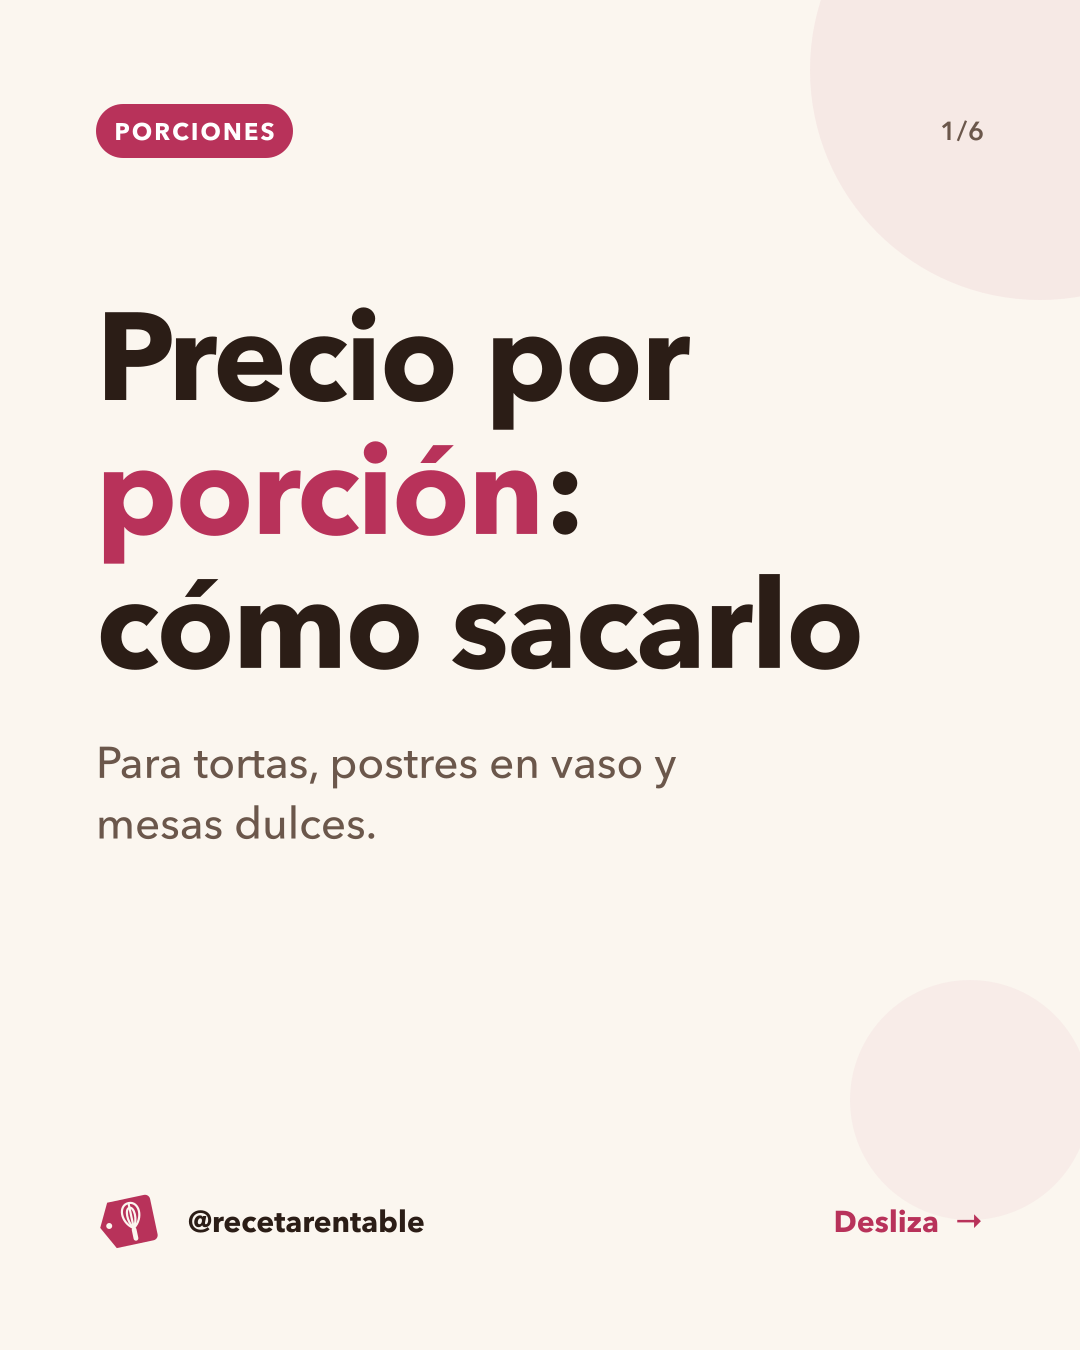 PORCIONES
1/6
Precio por
porción:
cómo sacarlo
Para tortas, postres en vaso y
mesas dulces.
@recetarentable
Desliza →